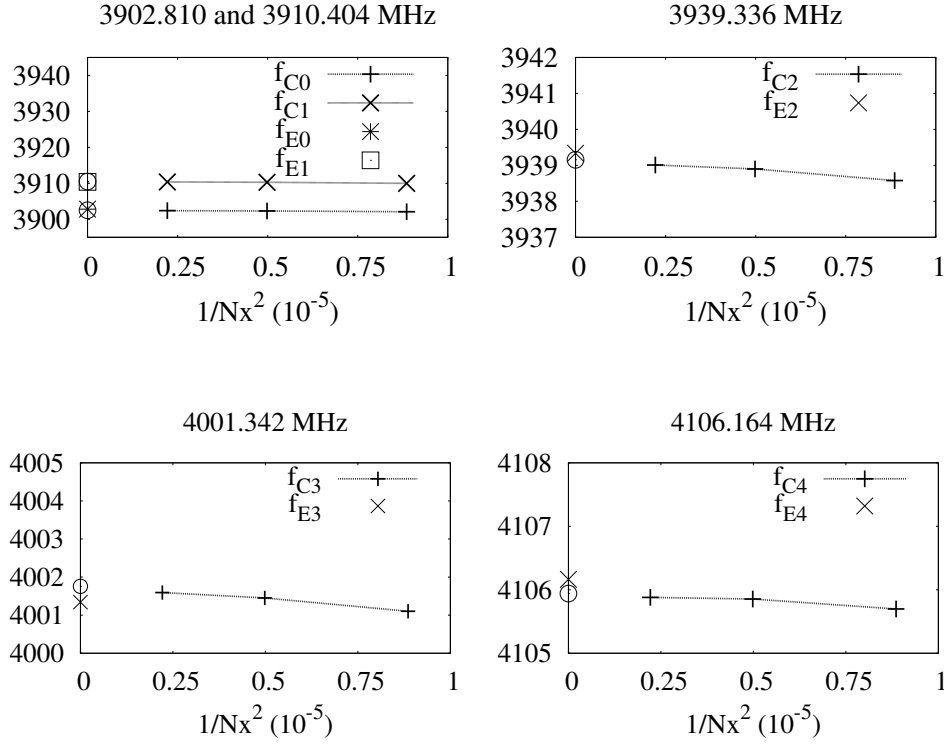 3902.810 and 3910.404 MHz
3940
3930
3920
3910
3900
f_C0
f_C1
f_E0
f_E1
0 0.25 0.5 0.75 1
1/Nx^2 (10^-5)
3939.336 MHz
3942
3941
3940
3939
3938
3937
f_C2
f_E2
0 0.25 0.5 0.75 1
1/Nx^2 (10^-5)
4001.342 MHz
4005
4004
4003
4002
4001
4000
f_C3
f_E3
0 0.25 0.5 0.75 1
1/Nx^2 (10^-5)
4106.164 MHz
4108
4107
4106
4105
f_C4
f_E4
0 0.25 0.5 0.75 1
1/Nx^2 (10^-5)